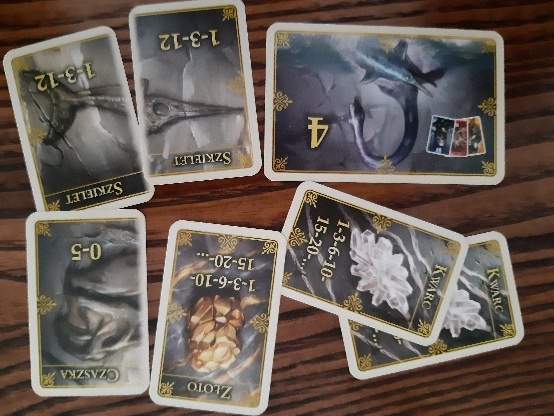 1-3-12
SZKIELET
1-3-12
SZKIELET
4
0-5
CZASZKA
1-3-6-10-
15-20-...
ZŁOTO
1-3-6-10-
15-20-...
KWARC
KWARC